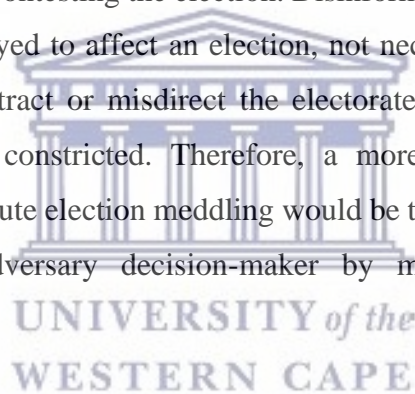 contesting the election. Disinform
yed to affect an election, not nec
tract or misdirect the electorate
constricted. Therefore, a more
ute election meddling would be t
dversary decision-maker by m
UNIVERSITY of the
WESTERN CAPE